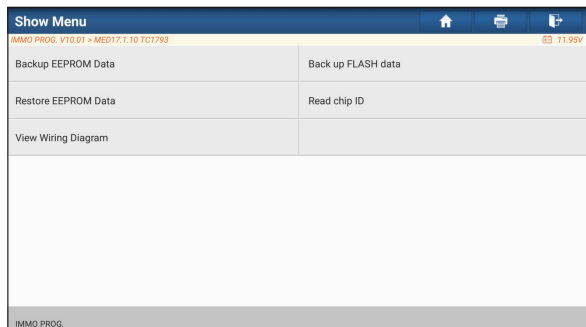 Show Menu
IMMO PROG. V10.01 > MED17.1.10 TC1793 11.95V
Backup EEPROM Data Back up FLASH data
Restore EEPROM Data Read chip ID
View Wiring Diagram
IMMO PROG.